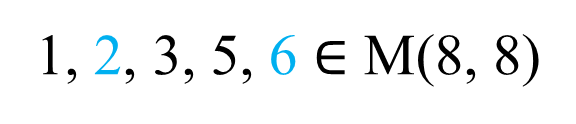 1, 2, 3, 5, 6 ∈ M(8, 8)